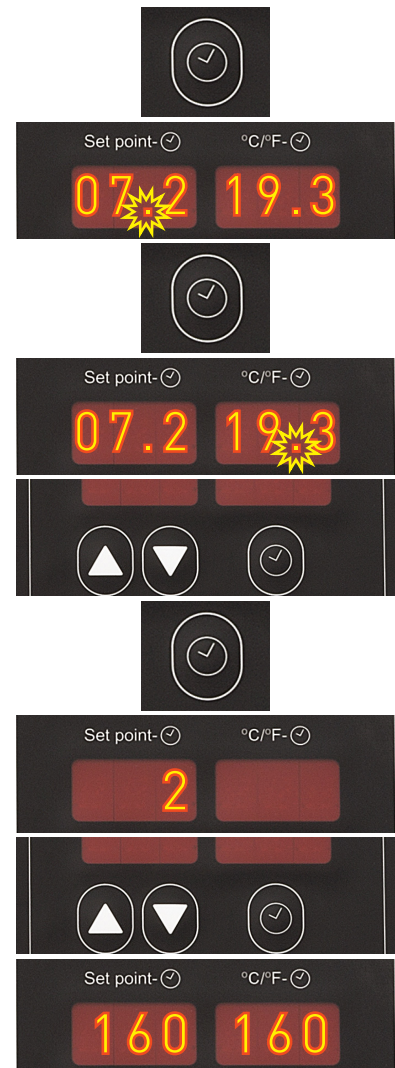 Set point- °C/°F-
07.2 19.3
Set point- °C/°F-
07.2 19.3
Set point- °C/°F-
2
Set point- °C/°F-
160 160